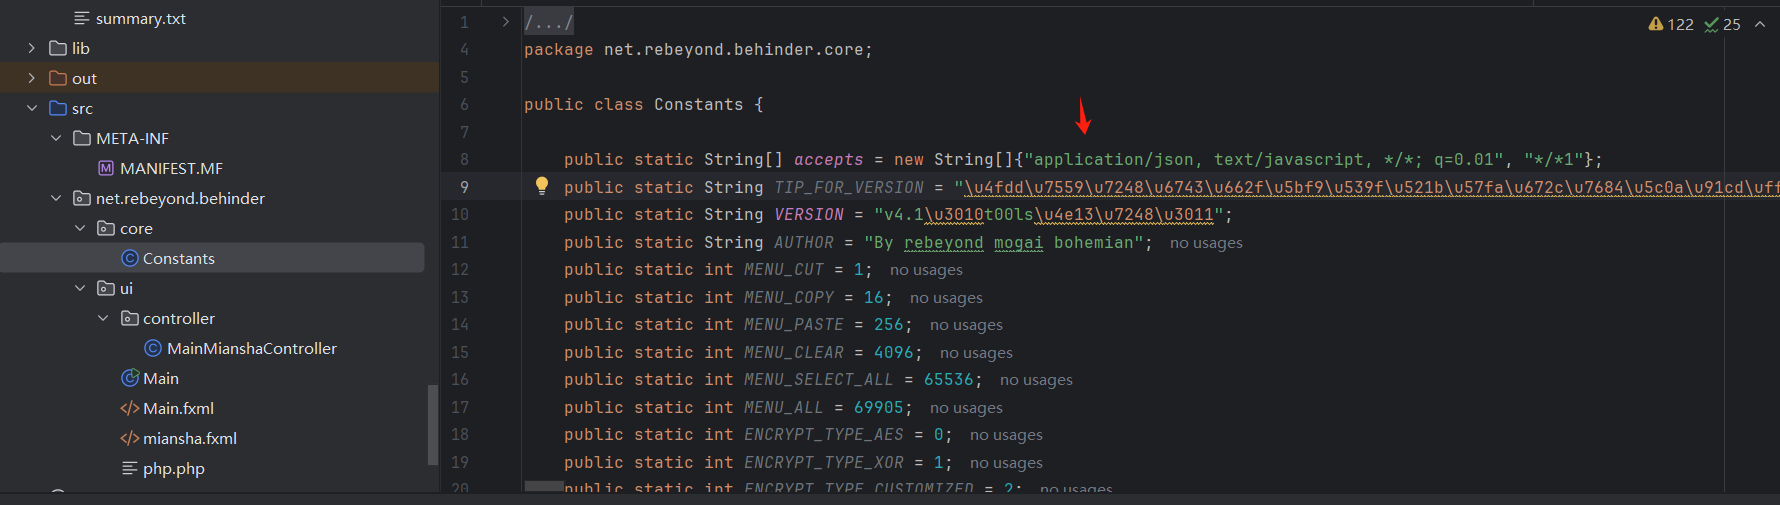 summary.txt
lib
out
src
META-INF
MANIFEST.MF
net.rebeyond.behinder
core
Constants
ui
controller
MainMianshaController
Main
Main.fxml
miansha.fxml
php.php
122 25
1 /.../
4 package net.rebeyond.behinder.core;
5
6 public class Constants {
7
8 public static String[] accepts = new String[]{"application/json, text/javascript, */*; q=0.01", "*/*1"};
9 public static String TIP_FOR_VERSION = "\u4fdd\u7559\u7248\u6743\u662f\u5bf9\u539f\u521b\u57fa\u672c\u7684\u5c0a\u91cd\uff
10 public static String VERSION = "v4.1\u3010t00ls\u4e13\u7248\u3011";
11 public static String AUTHOR = "By rebeyond mogai bohemian"; no usages
12 public static int MENU_CUT = 1; no usages
13 public static int MENU_COPY = 16; no usages
14 public static int MENU_PASTE = 256; no usages
15 public static int MENU_CLEAR = 4096; no usages
16 public static int MENU_SELECT_ALL = 65536; no usages
17 public static int MENU_ALL = 69905; no usages
18 public static int ENCRYPT_TYPE_AES = 0; no usages
19 public static int ENCRYPT_TYPE_XOR = 1; no usages
20 public static int ENCRYPT_TYPE_CUSTOMIZED = 2; no usages